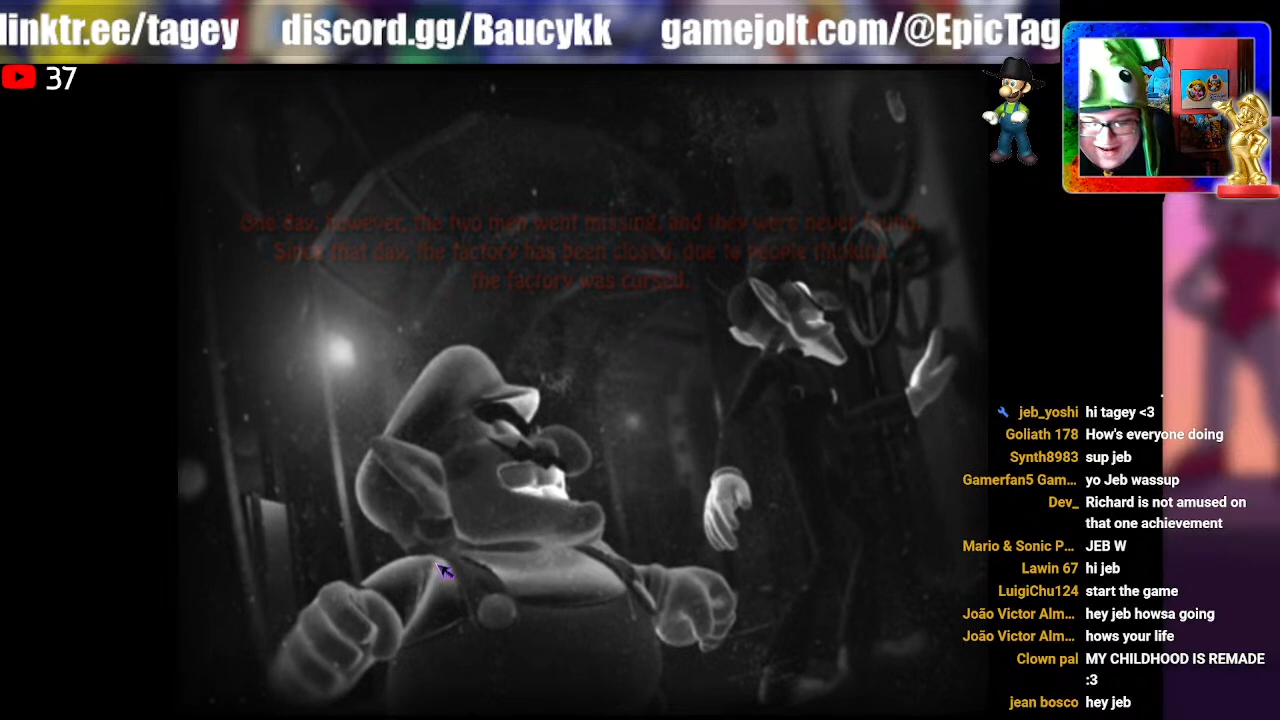 linktr.ee/tagey discord.gg/Baucykk gamejolt.com/@EpicTag
37
One day, however, the two men went missing, and they were never found.
Since that day, the factory has been closed, due to people thinking
the factory was cursed.
jeb_yoshi hi tagey <3
Goliath 178 How's everyone doing
Synth8983 sup jeb
Gamerfan5 Gam... yo Jeb wassup
Dev_ Richard is not amused on
that one achievement
Mario & Sonic P... JEB W
Lawin 67 hi jeb
LuigiChu124 start the game
João Victor Alm... hey jeb howsa going
João Victor Alm... hows your life
Clown pal MY CHILDHOOD IS REMADE
:3
jean bosco hey jeb